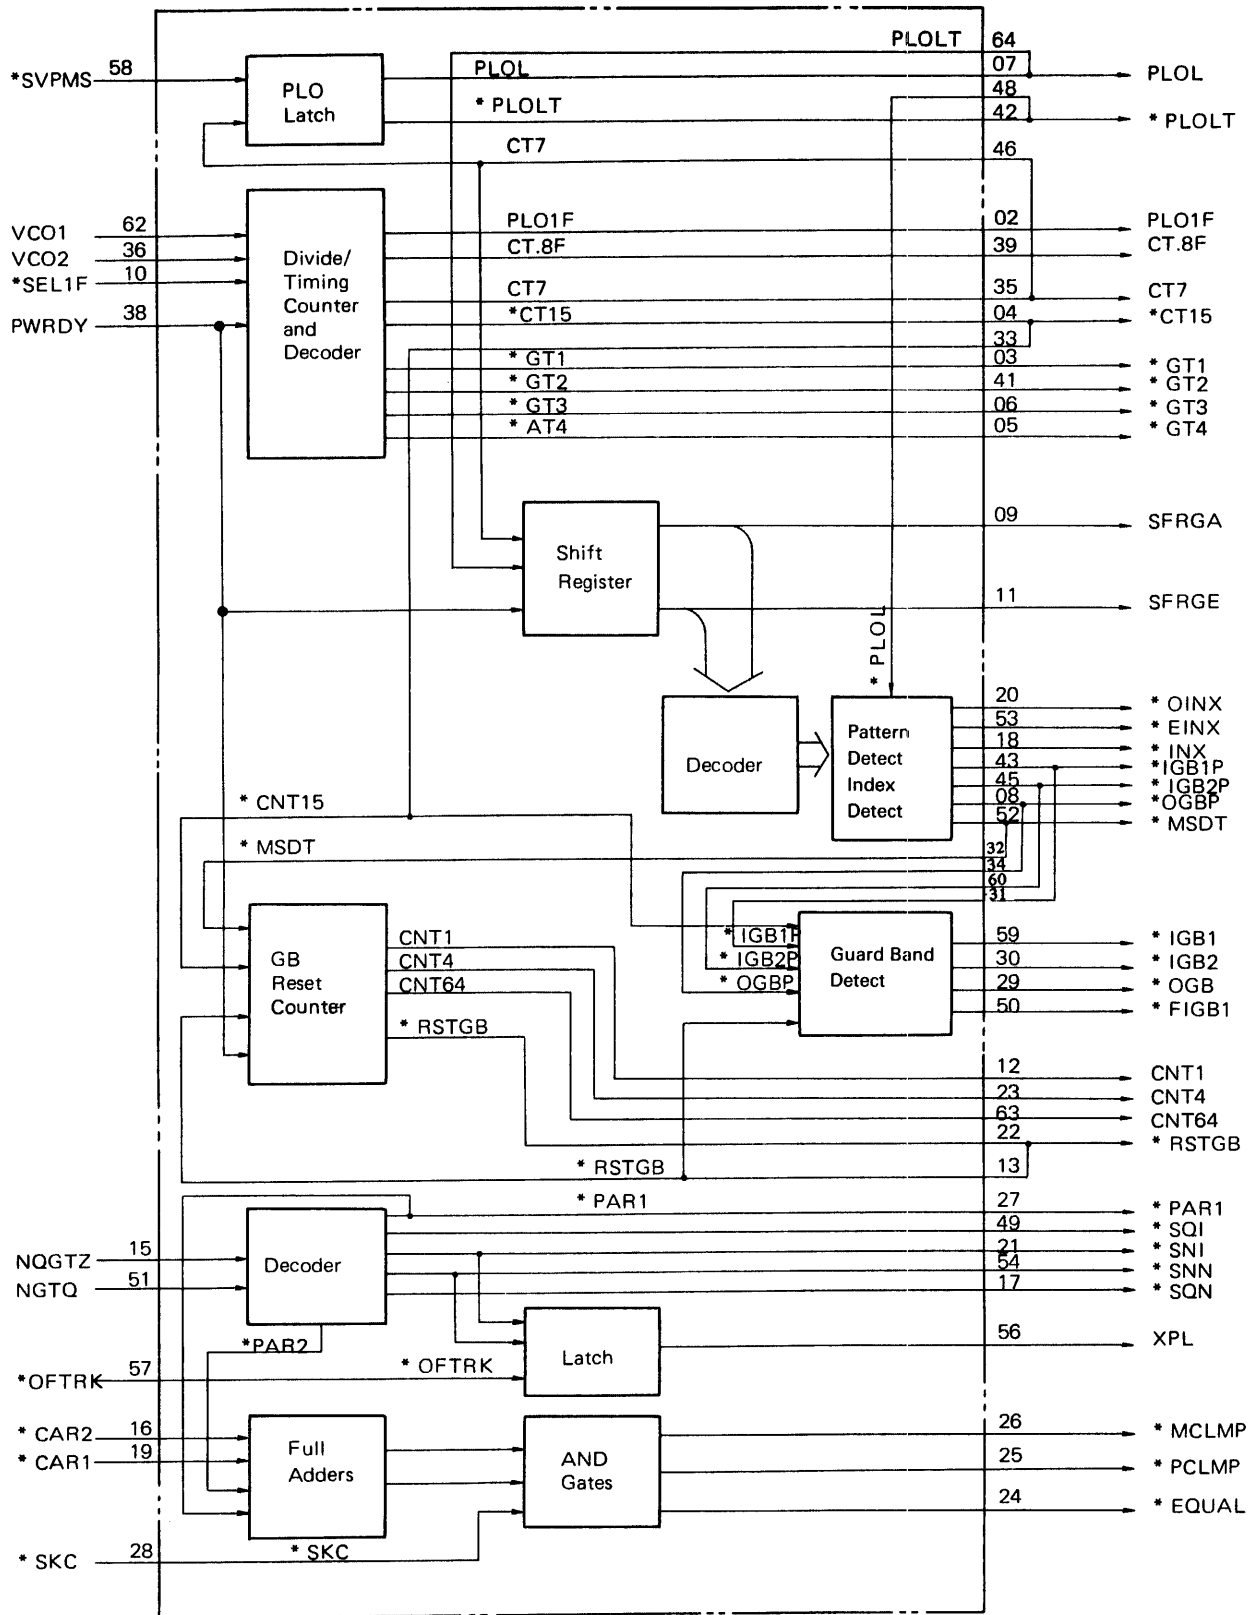 PLOLT 64
*SVPMS 58
PLO
Latch
PLOL 07 PLOL
48
* PLOLT 42 * PLOLT
CT7 46
VCO1 62
VCO2 36
*SEL1F 10
PWRDY 38
Divide/
Timing
Counter
and
Decoder
PLO1F 02 PLO1F
CT.8F 39 CT.8F
CT7 35 CT7
*CT15 04 *CT15
33
* GT1 03 * GT1
* GT2 41 * GT2
* GT3 06 * GT3
* AT4 05 * GT4
Shift
Register
09 SFRGA
11 SFRGE
* PLOL
Decoder
Pattern
Detect
Index
Detect
20 * OINX
53 * EINX
18 * INX
43 *IGB1P
45 * IGB2P
08 *OGBP
52 * MSDT
* CNT15
* MSDT 32
34
60
31
GB
Reset
Counter
CNT1
CNT4
CNT64
* RSTGB
* IGB1P
* IGB2P
* OGBP
Guard Band
Detect
59 * IGB1
30 * IGB2
29 * OGB
50 * FIGB1
12 CNT1
23 CNT4
63 CNT64
22 * RSTGB
* RSTGB 13
* PAR1 27 * PAR1
49 * SQI
21 * SNI
54 * SNN
17 * SQN
NQGTZ 15
NGTQ 51
Decoder
*PAR2
*OFTRK 57 * OFTRK
Latch
56 XPL
* CAR2 16
* CAR1 19
Full
Adders
AND
Gates
26 * MCLMP
25 * PCLMP
24 * EQUAL
* SKC 28 * SKC